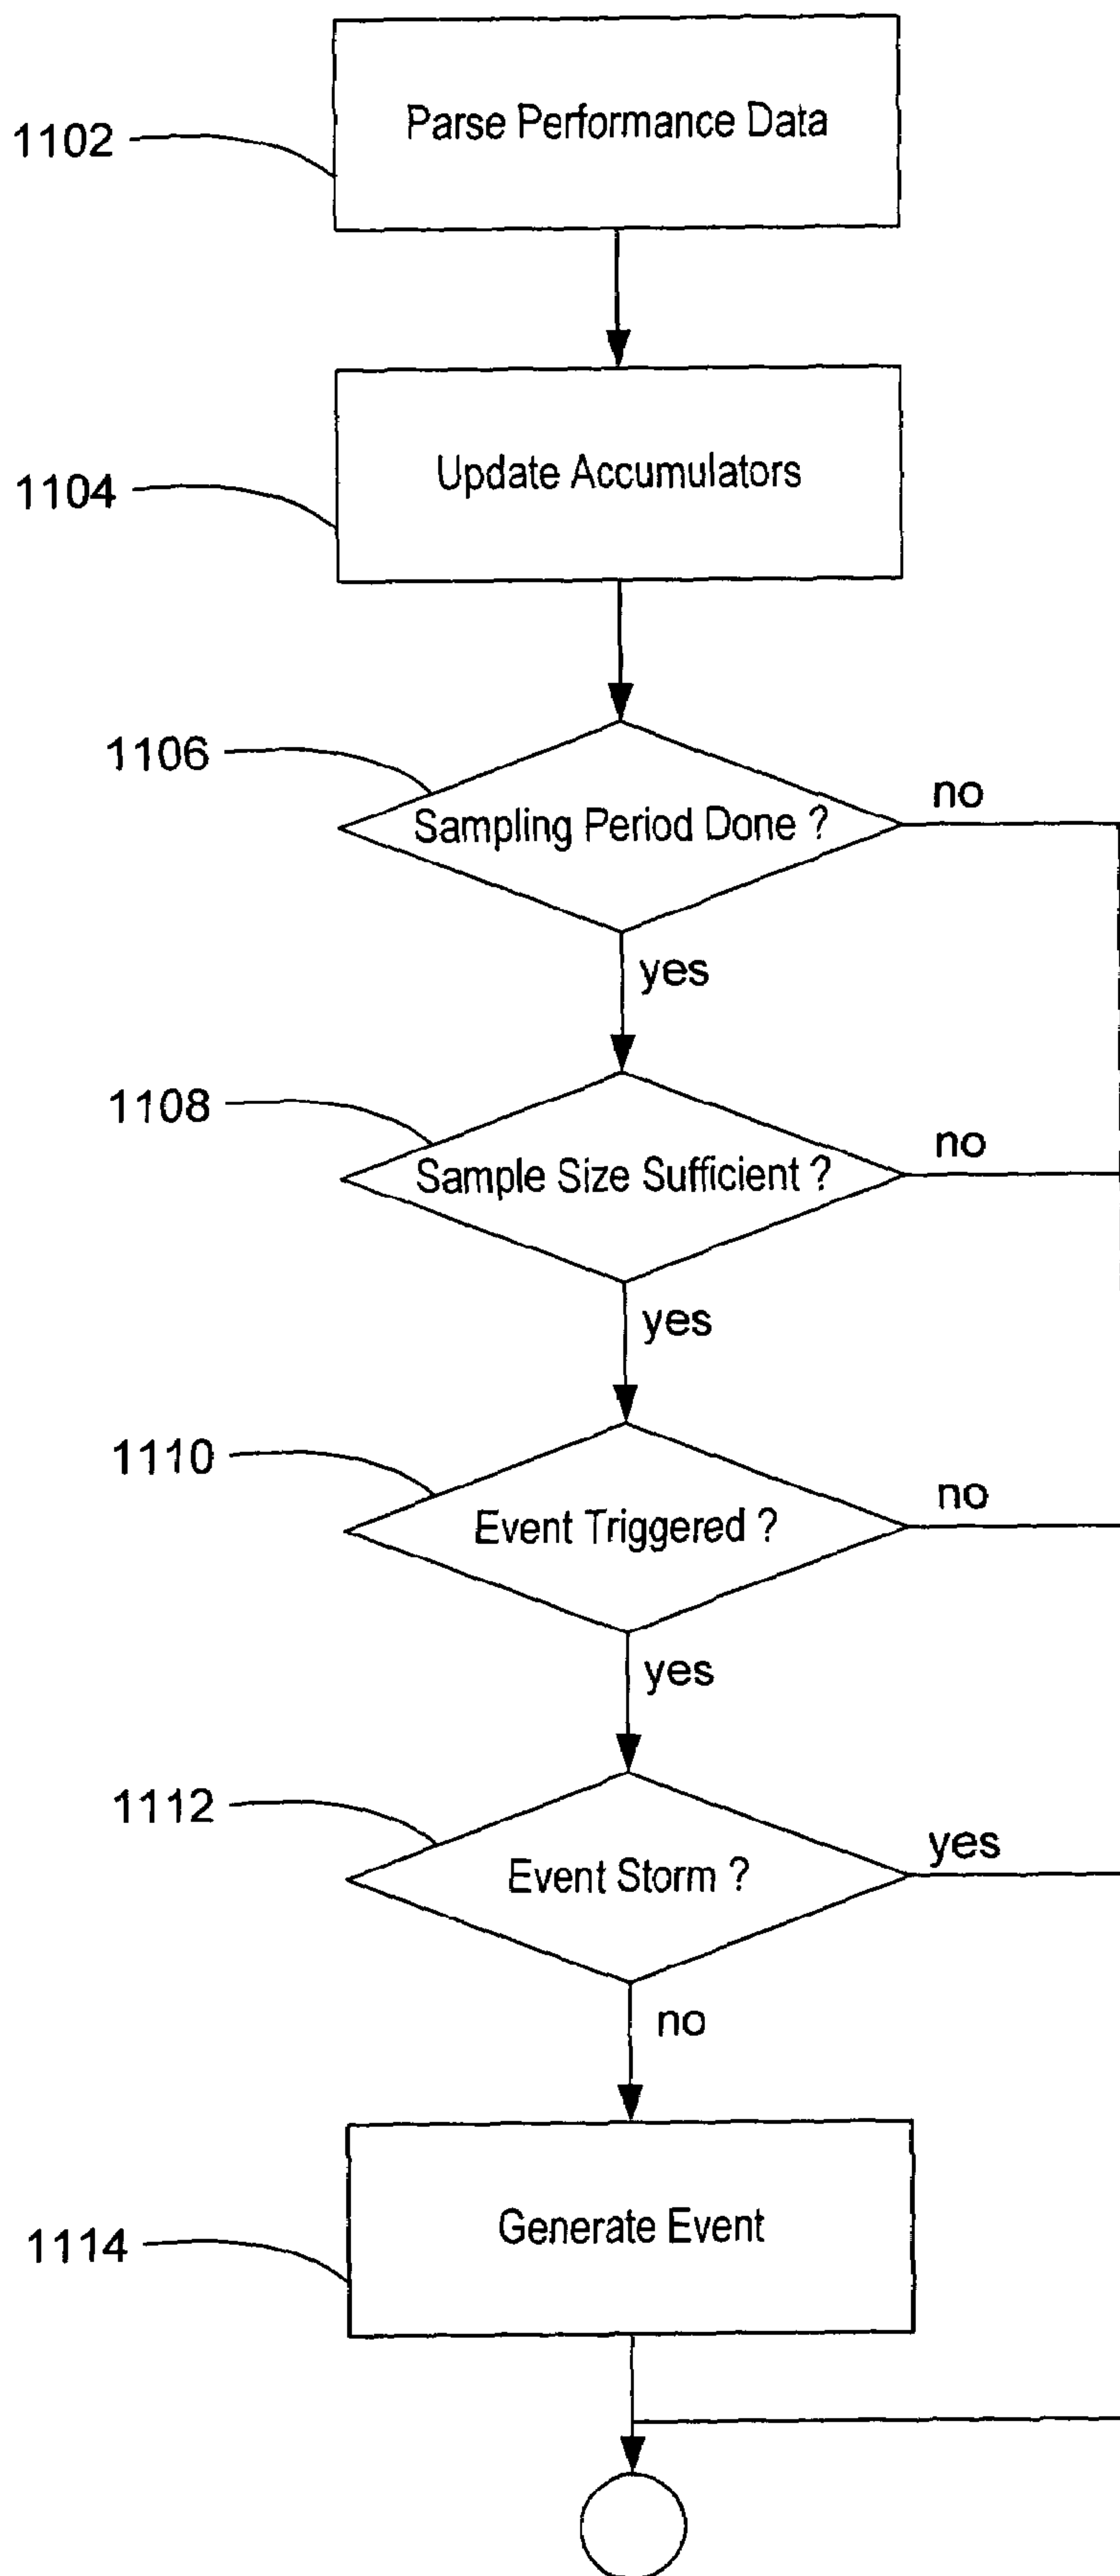 Parse Performance Data
1102
Update Accumulators
1104
1106
Sampling Period Done ?
no
yes
1108
Sample Size Sufficient ?
no
yes
1110
Event Triggered ?
no
yes
1112
Event Storm ?
yes
no
Generate Event
1114